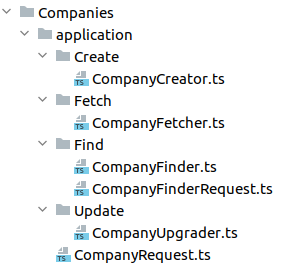 Companies
application
Create
CompanyCreator.ts
Fetch
CompanyFetcher.ts
Find
CompanyFinder.ts
CompanyFinderRequest.ts
Update
CompanyUpgrader.ts
CompanyRequest.ts